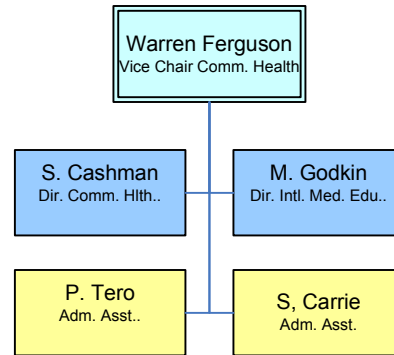 Warren Ferguson
Vice Chair Comm. Health
S. Cashman
Dir. Comm. Hlth..
M. Godkin
Dir. Intl. Med. Edu..
P. Tero
Adm. Asst..
S, Carrie
Adm. Asst.